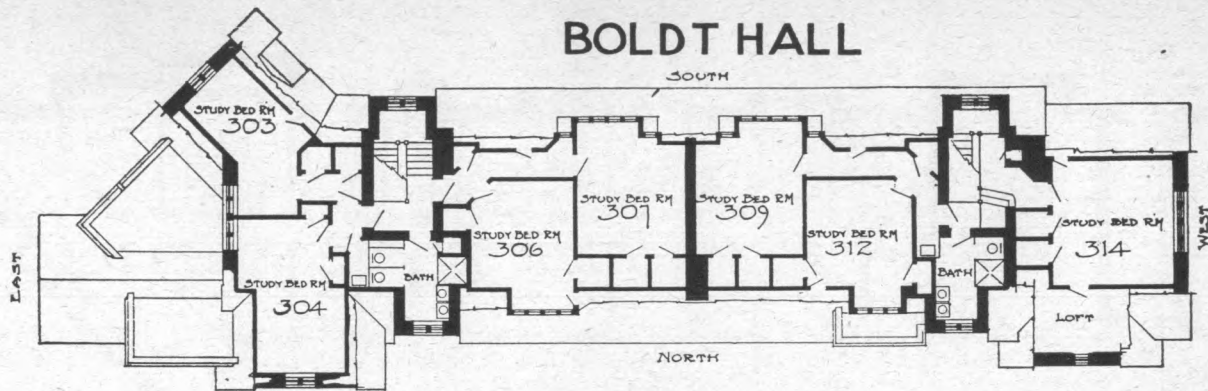 BOLDT HALL
SOUTH
STUDY BED RM
303
STUDY BED RM
307
STUDY BED RM
309
STUDY BED RM
306
STUDY BED RM
312
STUDY BED RM
314
WEST
EAST
BATH
BATH
STUDY BED RM
304
LOFT
NORTH